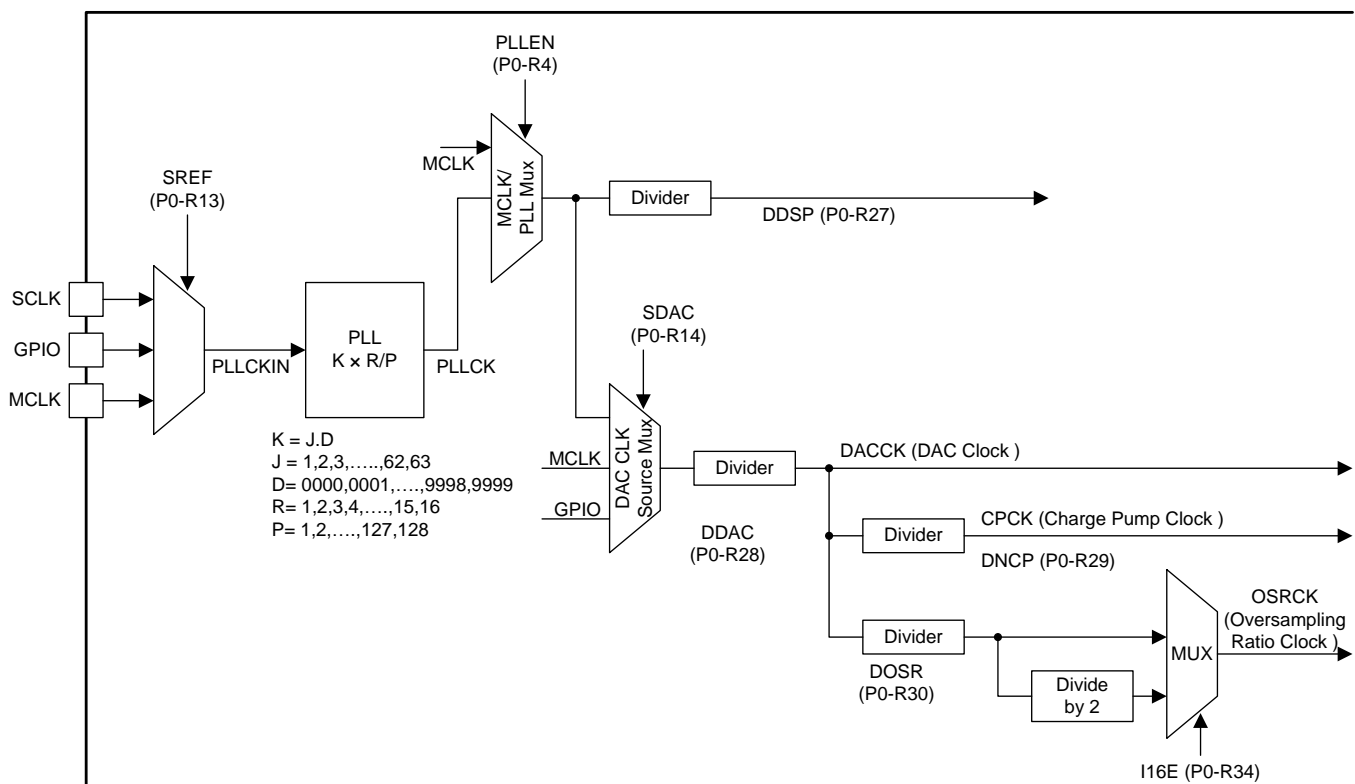 PLLEN
(P0-R4)
MCLK
MCLK/
PLL Mux
SREF
(P0-R13)
Divider
DDSP (P0-R27)
SCLK
GPIO
MCLK
PLLCKIN
PLL
K × R/P
PLLCK
SDAC
(P0-R14)
K = J.D
J = 1,2,3,…..,62,63
D= 0000,0001,….,9998,9999
R= 1,2,3,4,….,15,16
P= 1,2,….,127,128
MCLK
GPIO
DAC CLK
Source Mux
Divider
DDAC
(P0-R28)
DACCK (DAC Clock )
Divider
CPCK (Charge Pump Clock )
DNCP (P0-R29)
Divider
DOSR
(P0-R30)
Divide
by 2
MUX
OSRCK
(Oversampling
Ratio Clock )
I16E (P0-R34)